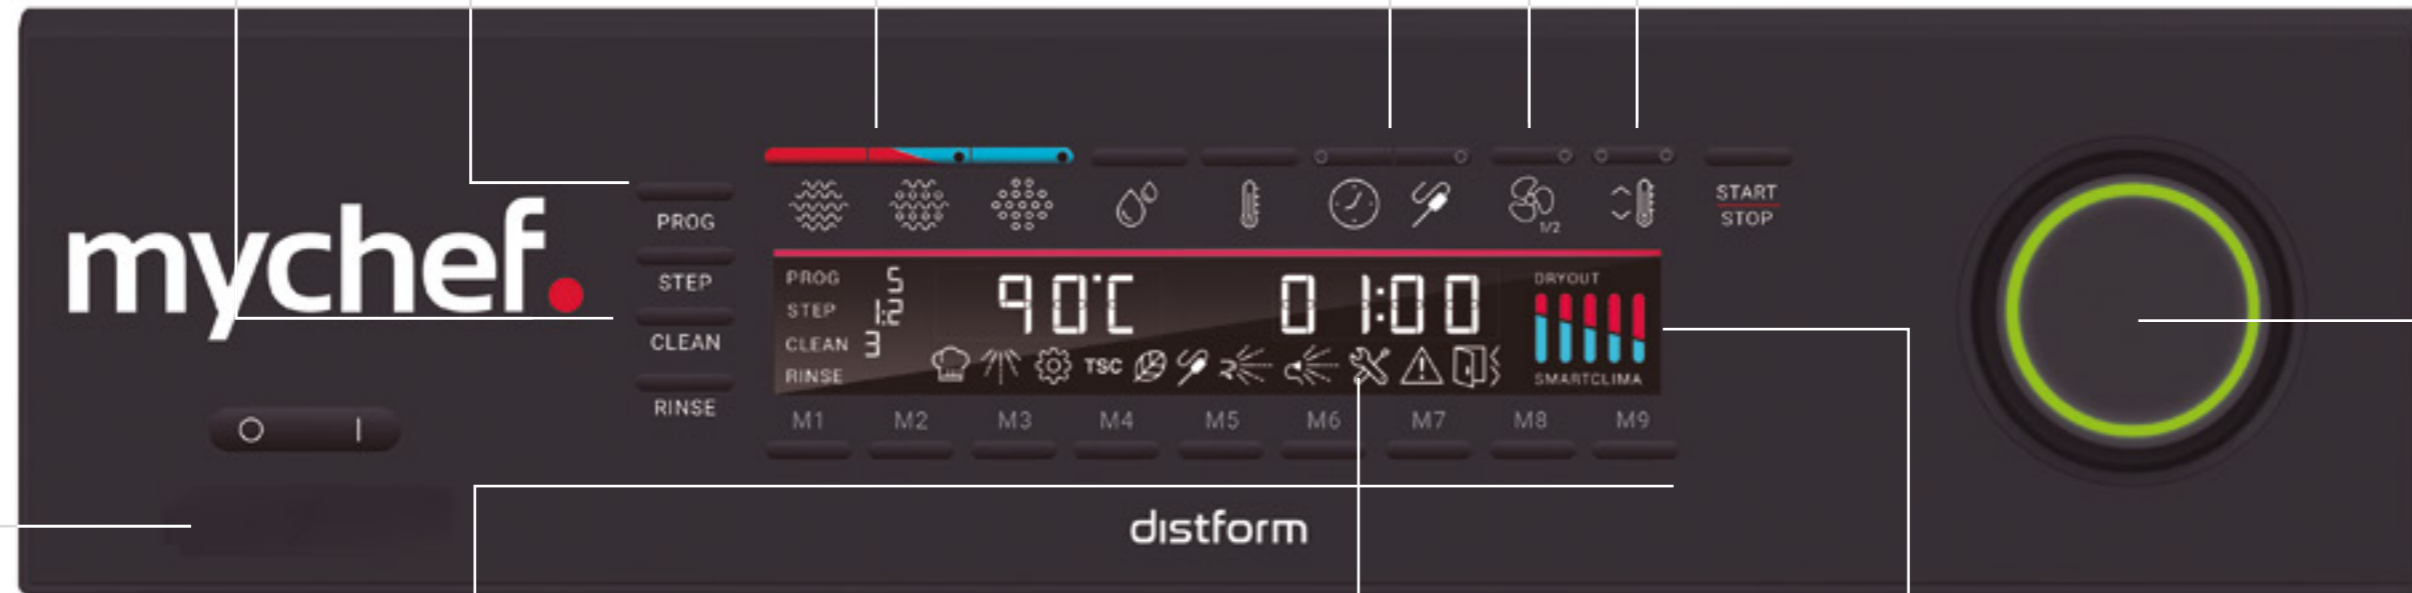 mychef.
O I
PROG
STEP
CLEAN
RINSE
1/2
START
STOP
PROG 5
STEP 1:2
CLEAN 3
RINSE
90°C
01:00
DRYOUT
SMARTCLIMA
TSC
M1 M2 M3 M4 M5 M6 M7 M8 M9
distform